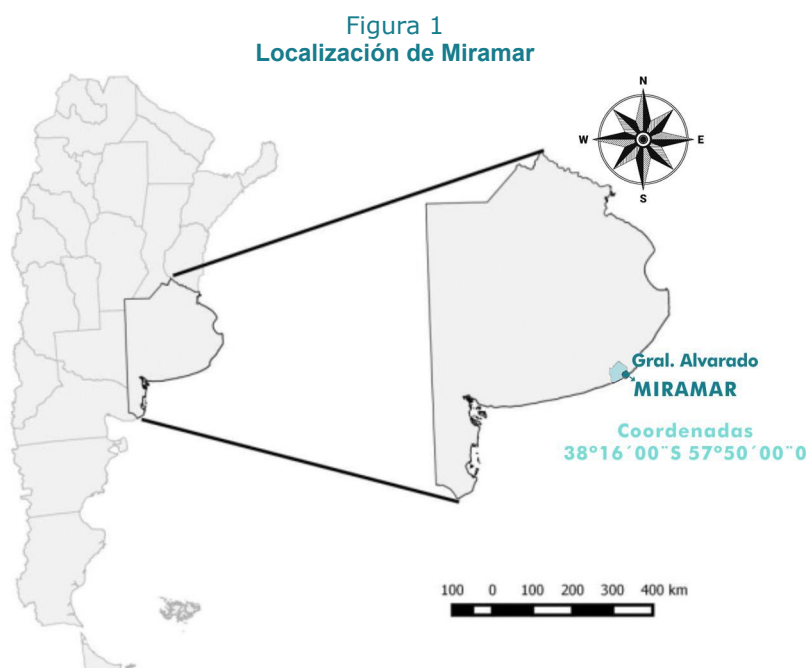 Figura 1
Localización de Miramar
N
W
E
S
Gral. Alvarado
MIRAMAR
Coordenadas
38°16´00¨S 57°50´00¨0
100 0 100 200 300 400 km